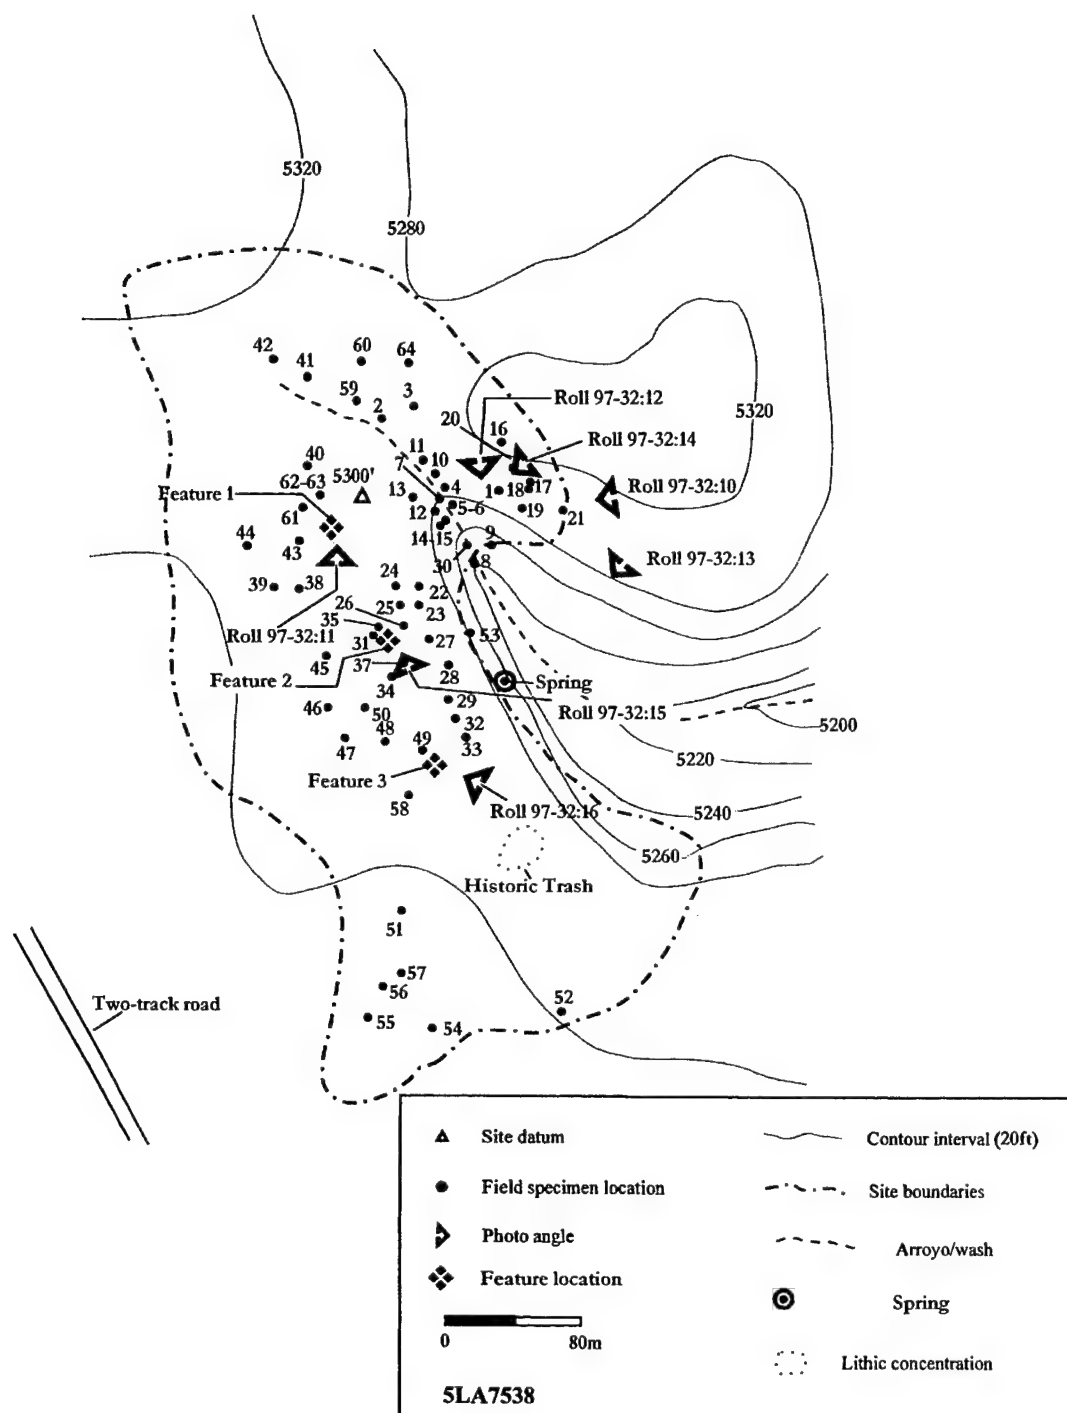 5320
5280
42
41
60
64
59
2
3
20
Roll 97-32:12
5320
16
Roll 97-32:14
11
10
7
40
62-63
5300'
Feature 1
13
4
1
18
17
Roll 97-32:10
5-6
61
12
19
21
44
43
14-15
9
30
8
Roll 97-32:13
39
38
24
22
26
25
23
35
Roll 97-32:11
31
27
53
45
37
28
Feature 2
34
Spring
46
50
29
Roll 97-32:15
32
5200
48
33
47
49
5220
Feature 3
58
Roll 97-32:16
5240
5260
Historic Trash
51
57
56
52
Two-track road
55
54
Site datum
Contour interval (20ft)
Field specimen location
Site boundaries
Photo angle
Arroyo/wash
Feature location
Spring
0
80m
Lithic concentration
5LA7538